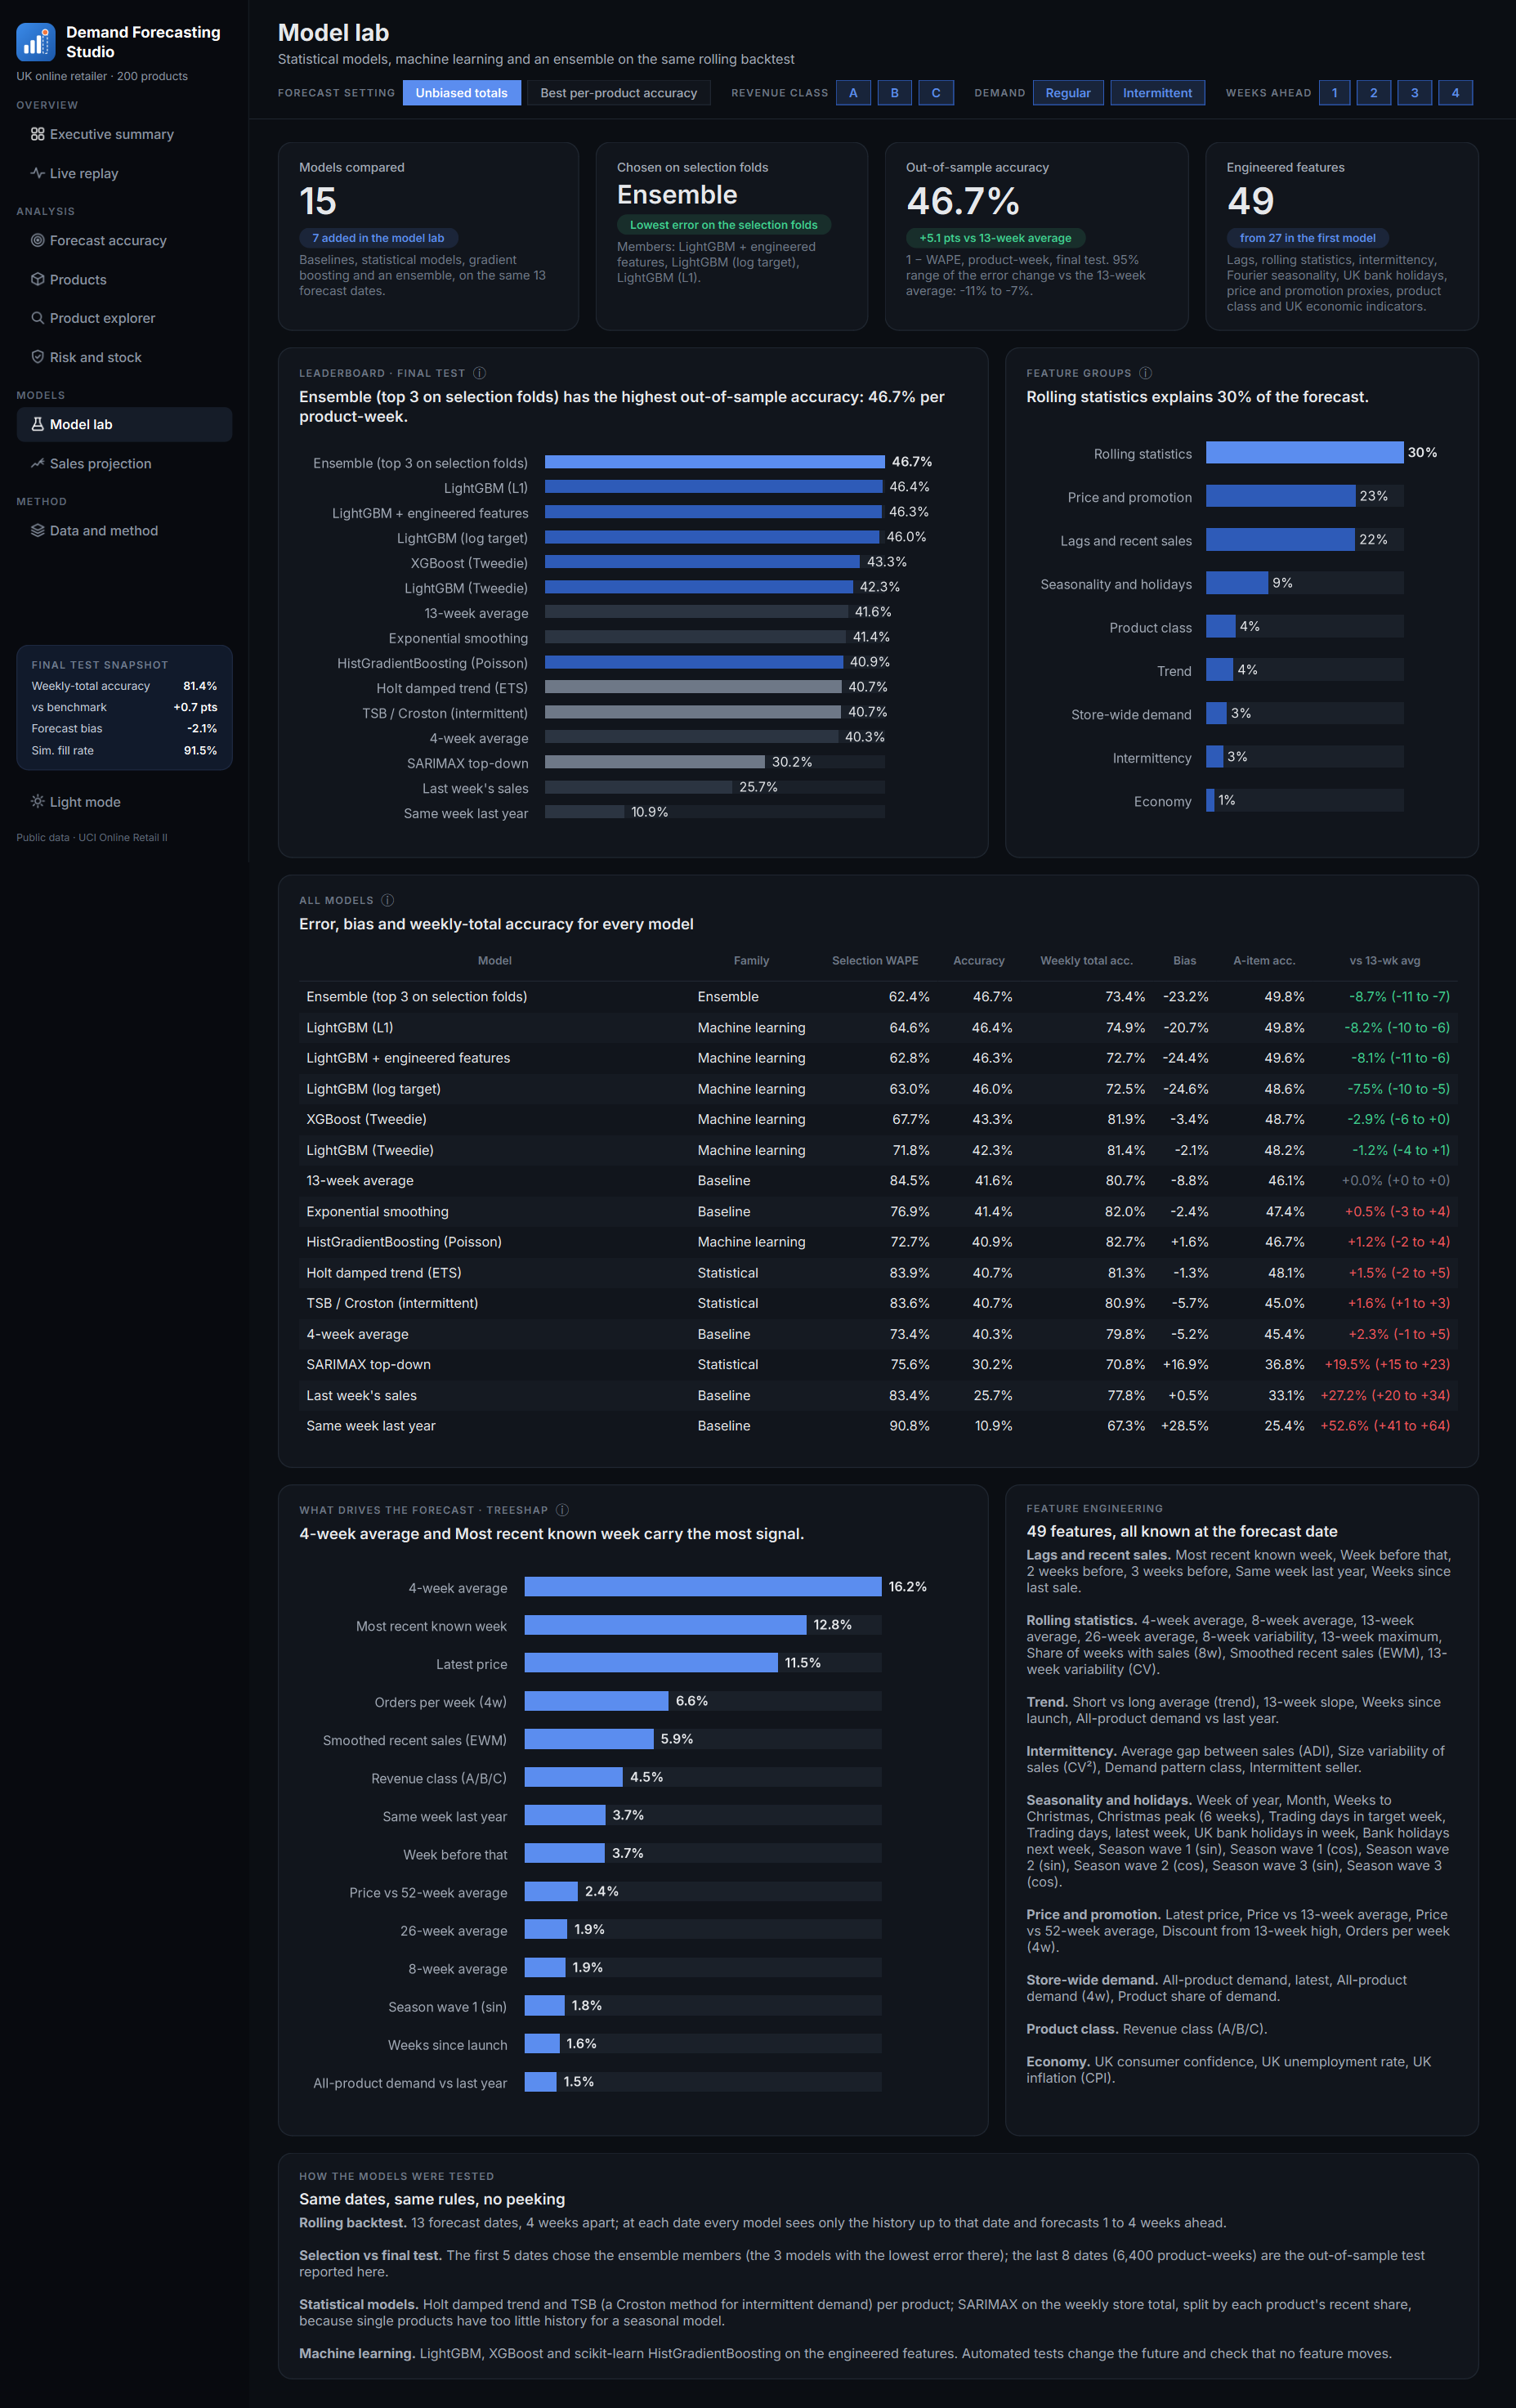 Demand Forecasting
Studio
UK online retailer · 200 products
OVERVIEW
Executive summary
Live replay
ANALYSIS
Forecast accuracy
Products
Product explorer
Risk and stock
MODELS
Model lab
Sales projection
METHOD
Data and method
FINAL TEST SNAPSHOT
Weekly-total accuracy 81.4%
vs benchmark +0.7 pts
Forecast bias -2.1%
Sim. fill rate 91.5%
Light mode
Public data · UCI Online Retail II
Model lab
Statistical models, machine learning and an ensemble on the same rolling backtest
FORECAST SETTING Unbiased totals Best per-product accuracy REVENUE CLASS A B C DEMAND Regular Intermittent WEEKS AHEAD 1 2 3 4
Models compared
15
7 added in the model lab
Baselines, statistical models, gradient
boosting and an ensemble, on the same 13
forecast dates.
Chosen on selection folds
Ensemble
Lowest error on the selection folds
Members: LightGBM + engineered
features, LightGBM (log target),
LightGBM (L1).
Out-of-sample accuracy
46.7%
+5.1 pts vs 13-week average
1 − WAPE, product-week, final test. 95%
range of the error change vs the 13-week
average: -11% to -7%.
Engineered features
49
from 27 in the first model
Lags, rolling statistics, intermittency,
Fourier seasonality, UK bank holidays,
price and promotion proxies, product
class and UK economic indicators.
LEADERBOARD · FINAL TEST ⓘ
Ensemble (top 3 on selection folds) has the highest out-of-sample accuracy: 46.7% per
product-week.
Ensemble (top 3 on selection folds) 46.7%
LightGBM (L1) 46.4%
LightGBM + engineered features 46.3%
LightGBM (log target) 46.0%
XGBoost (Tweedie) 43.3%
LightGBM (Tweedie) 42.3%
13-week average 41.6%
Exponential smoothing 41.4%
HistGradientBoosting (Poisson) 40.9%
Holt damped trend (ETS) 40.7%
TSB / Croston (intermittent) 40.7%
4-week average 40.3%
SARIMAX top-down 30.2%
Last week's sales 25.7%
Same week last year 10.9%
FEATURE GROUPS ⓘ
Rolling statistics explains 30% of the forecast.
Rolling statistics 30%
Price and promotion 23%
Lags and recent sales 22%
Seasonality and holidays 9%
Product class 4%
Trend 4%
Store-wide demand 3%
Intermittency 3%
Economy 1%
ALL MODELS ⓘ
Error, bias and weekly-total accuracy for every model
Model Family Selection WAPE Accuracy Weekly total acc. Bias A-item acc. vs 13-wk avg
Ensemble (top 3 on selection folds) Ensemble 62.4% 46.7% 73.4% -23.2% 49.8% -8.7% (-11 to -7)
LightGBM (L1) Machine learning 64.6% 46.4% 74.9% -20.7% 49.8% -8.2% (-10 to -6)
LightGBM + engineered features Machine learning 62.8% 46.3% 72.7% -24.4% 49.6% -8.1% (-11 to -6)
LightGBM (log target) Machine learning 63.0% 46.0% 72.5% -24.6% 48.6% -7.5% (-10 to -5)
XGBoost (Tweedie) Machine learning 67.7% 43.3% 81.9% -3.4% 48.7% -2.9% (-6 to +0)
LightGBM (Tweedie) Machine learning 71.8% 42.3% 81.4% -2.1% 48.2% -1.2% (-4 to +1)
13-week average Baseline 84.5% 41.6% 80.7% -8.8% 46.1% +0.0% (+0 to +0)
Exponential smoothing Baseline 76.9% 41.4% 82.0% -2.4% 47.4% +0.5% (-3 to +4)
HistGradientBoosting (Poisson) Machine learning 72.7% 40.9% 82.7% +1.6% 46.7% +1.2% (-2 to +4)
Holt damped trend (ETS) Statistical 83.9% 40.7% 81.3% -1.3% 48.1% +1.5% (-2 to +5)
TSB / Croston (intermittent) Statistical 83.6% 40.7% 80.9% -5.7% 45.0% +1.6% (+1 to +3)
4-week average Baseline 73.4% 40.3% 79.8% -5.2% 45.4% +2.3% (-1 to +5)
SARIMAX top-down Statistical 75.6% 30.2% 70.8% +16.9% 36.8% +19.5% (+15 to +23)
Last week's sales Baseline 83.4% 25.7% 77.8% +0.5% 33.1% +27.2% (+20 to +34)
Same week last year Baseline 90.8% 10.9% 67.3% +28.5% 25.4% +52.6% (+41 to +64)
WHAT DRIVES THE FORECAST · TREESHAP ⓘ
4-week average and Most recent known week carry the most signal.
4-week average 16.2%
Most recent known week 12.8%
Latest price 11.5%
Orders per week (4w) 6.6%
Smoothed recent sales (EWM) 5.9%
Revenue class (A/B/C) 4.5%
Same week last year 3.7%
Week before that 3.7%
Price vs 52-week average 2.4%
26-week average 1.9%
8-week average 1.9%
Season wave 1 (sin) 1.8%
Weeks since launch 1.6%
All-product demand vs last year 1.5%
FEATURE ENGINEERING
49 features, all known at the forecast date
Lags and recent sales. Most recent known week, Week before that,
2 weeks before, 3 weeks before, Same week last year, Weeks since
last sale.
Rolling statistics. 4-week average, 8-week average, 13-week
average, 26-week average, 8-week variability, 13-week maximum,
Share of weeks with sales (8w), Smoothed recent sales (EWM), 13-
week variability (CV).
Trend. Short vs long average (trend), 13-week slope, Weeks since
launch, All-product demand vs last year.
Intermittency. Average gap between sales (ADI), Size variability of
sales (CV²), Demand pattern class, Intermittent seller.
Seasonality and holidays. Week of year, Month, Weeks to
Christmas, Christmas peak (6 weeks), Trading days in target week,
Trading days, latest week, UK bank holidays in week, Bank holidays
next week, Season wave 1 (sin), Season wave 1 (cos), Season wave
2 (sin), Season wave 2 (cos), Season wave 3 (sin), Season wave 3
(cos).
Price and promotion. Latest price, Price vs 13-week average, Price
vs 52-week average, Discount from 13-week high, Orders per week
(4w).
Store-wide demand. All-product demand, latest, All-product
demand (4w), Product share of demand.
Product class. Revenue class (A/B/C).
Economy. UK consumer confidence, UK unemployment rate, UK
inflation (CPI).
HOW THE MODELS WERE TESTED
Same dates, same rules, no peeking
Rolling backtest. 13 forecast dates, 4 weeks apart; at each date every model sees only the history up to that date and forecasts 1 to 4 weeks ahead.
Selection vs final test. The first 5 dates chose the ensemble members (the 3 models with the lowest error there); the last 8 dates (6,400 product-weeks) are the out-of-sample test
reported here.
Statistical models. Holt damped trend and TSB (a Croston method for intermittent demand) per product; SARIMAX on the weekly store total, split by each product's recent share,
because single products have too little history for a seasonal model.
Machine learning. LightGBM, XGBoost and scikit-learn HistGradientBoosting on the engineered features. Automated tests change the future and check that no feature moves.